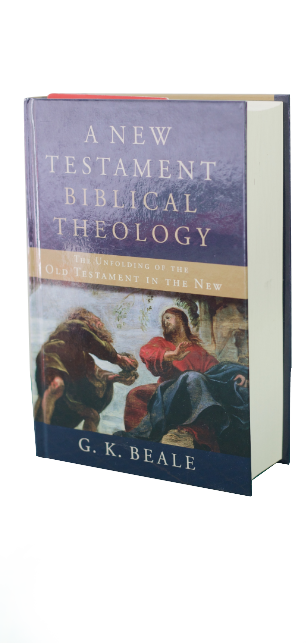 A NEW
TESTAMENT
BIBLICAL
THEOLOGY
THE UNFOLDING OF THE
OLD TESTAMENT IN THE NEW
G. K. BEALE